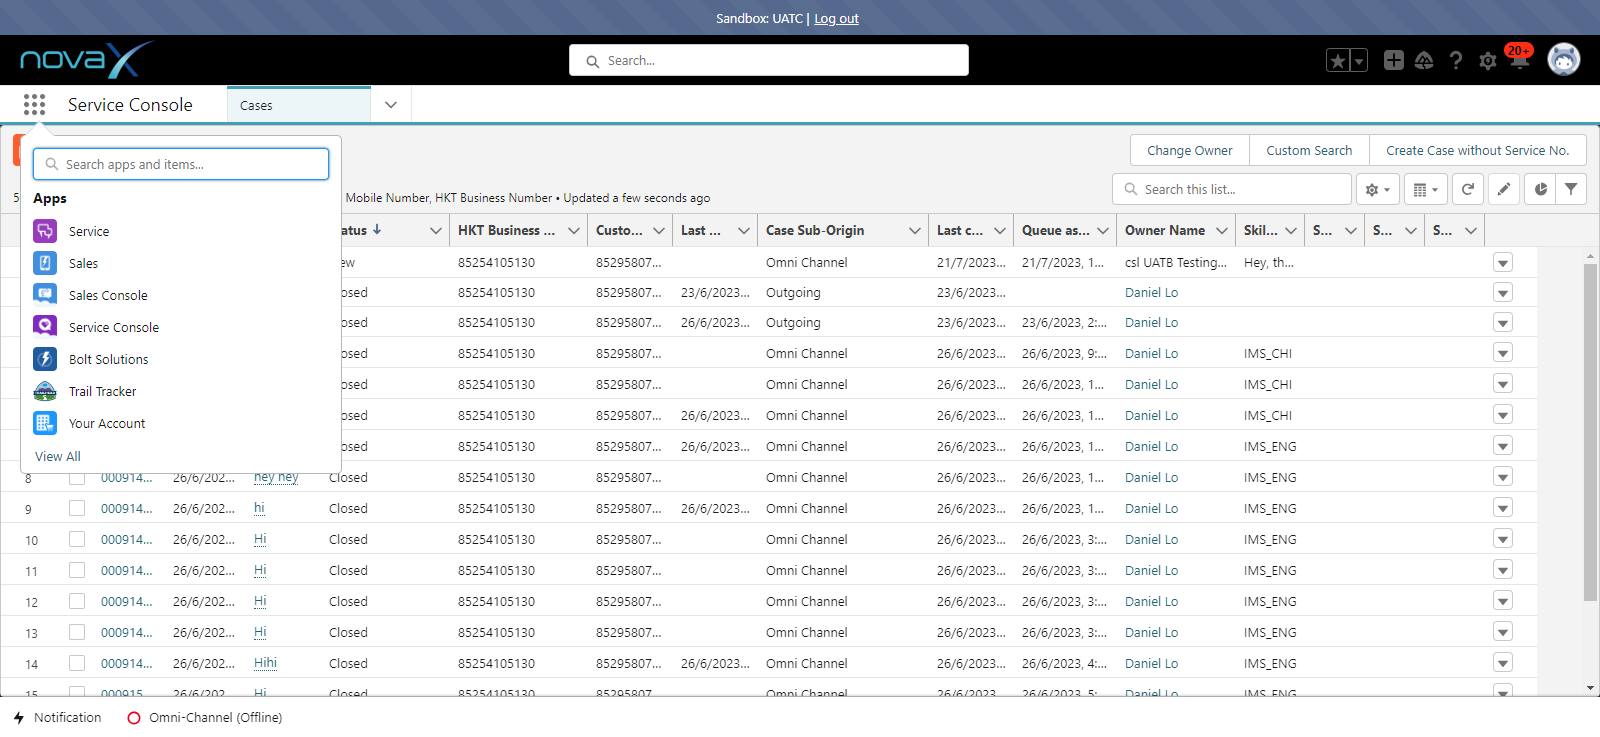 Sandbox: UATC | Log out
novaX
Search...
20+
Service Console
Cases
Search apps and items...
Apps
Service
Sales
Sales Console
Service Console
Bolt Solutions
Trail Tracker
Your Account
View All
Change Owner Custom Search Create Case without Service No.
5 Mobile Number, HKT Business Number • Updated a few seconds ago
Search this list...
atus HKT Business ... Custo... Last ... Case Sub-Origin Last c... Queue as... Owner Name Skil... S... S... S...
ew 85254105130 85295807... Omni Channel 21/7/2023... 21/7/2023, 1... csl UATB Testing... Hey, th...
osed 85254105130 85295807... 23/6/2023... Outgoing 23/6/2023... Daniel Lo
osed 85254105130 85295807... 26/6/2023... Outgoing 23/6/2023... 23/6/2023, 2:... Daniel Lo
osed 85254105130 85295807... Omni Channel 26/6/2023... 26/6/2023, 9:... Daniel Lo IMS_CHI
osed 85254105130 85295807... Omni Channel 26/6/2023... 26/6/2023, 1... Daniel Lo IMS_CHI
osed 85254105130 85295807... 26/6/2023... Omni Channel 26/6/2023... 26/6/2023, 1... Daniel Lo IMS_CHI
osed 85254105130 85295807... 26/6/2023... Omni Channel 26/6/2023... 26/6/2023, 1... Daniel Lo IMS_ENG
8 000914... 26/6/202... hey hey Closed 85254105130 85295807... Omni Channel 26/6/2023... 26/6/2023, 1... Daniel Lo IMS_ENG
9 000914... 26/6/202... hi Closed 85254105130 85295807... 26/6/2023... Omni Channel 26/6/2023... 26/6/2023, 1... Daniel Lo IMS_ENG
10 000914... 26/6/202... Hi Closed 85254105130 85295807... Omni Channel 26/6/2023... 26/6/2023, 3:... Daniel Lo IMS_ENG
11 000914... 26/6/202... Hi Closed 85254105130 85295807... Omni Channel 26/6/2023... 26/6/2023, 3:... Daniel Lo IMS_ENG
12 000914... 26/6/202... Hi Closed 85254105130 85295807... Omni Channel 26/6/2023... 26/6/2023, 3:... Daniel Lo IMS_ENG
13 000914... 26/6/202... Hi Closed 85254105130 85295807... Omni Channel 26/6/2023... 26/6/2023, 3:... Daniel Lo IMS_ENG
14 000914... 26/6/202... Hihi Closed 85254105130 85295807... 26/6/2023... Omni Channel 26/6/2023... 26/6/2023, 4:... Daniel Lo IMS_ENG
15 000915... 26/6/202... Hi Closed 85254105130 85295807... Omni Channel 26/6/2023... 26/6/2023, 5:... Daniel Lo IMS_ENG
Notification Omni-Channel (Offline)